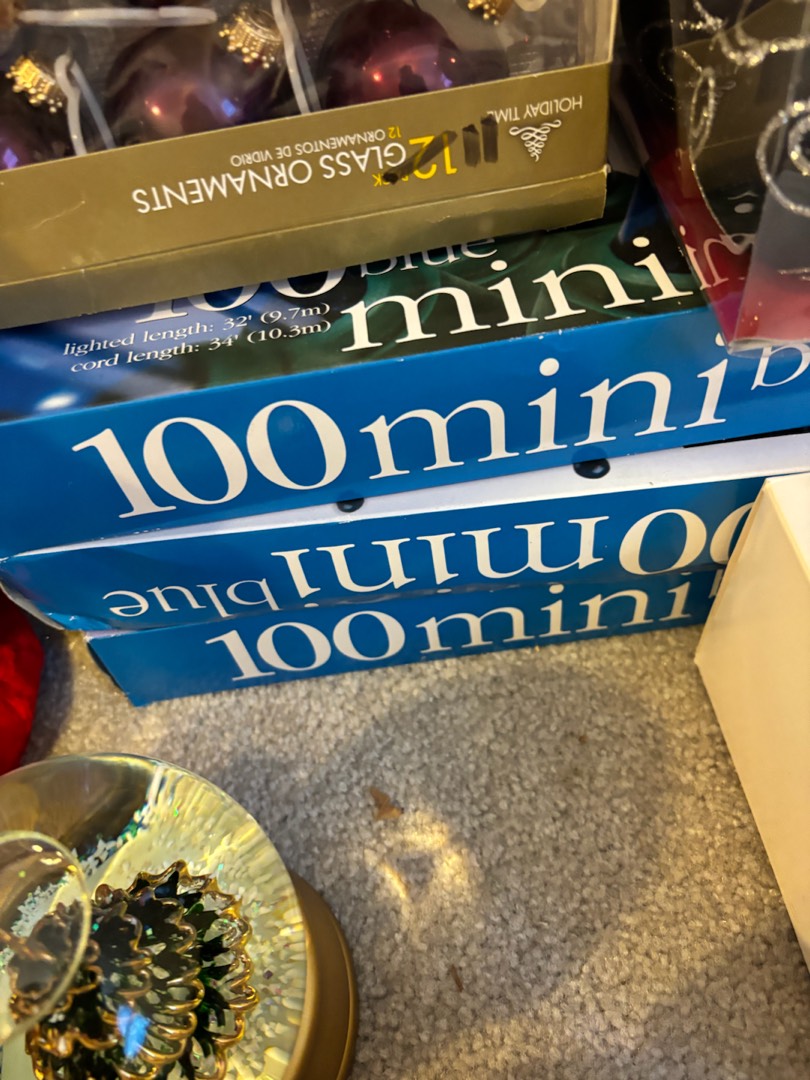 HOLIDAY TIME
12
GLASS ORNAMENTS
12 ORNAMENTOS DE VIDRIO
100 blue
mini
lighted length: 32' (9.7m)
cord length: 34' (10.3m)
100 mini
mini blue
100 mini